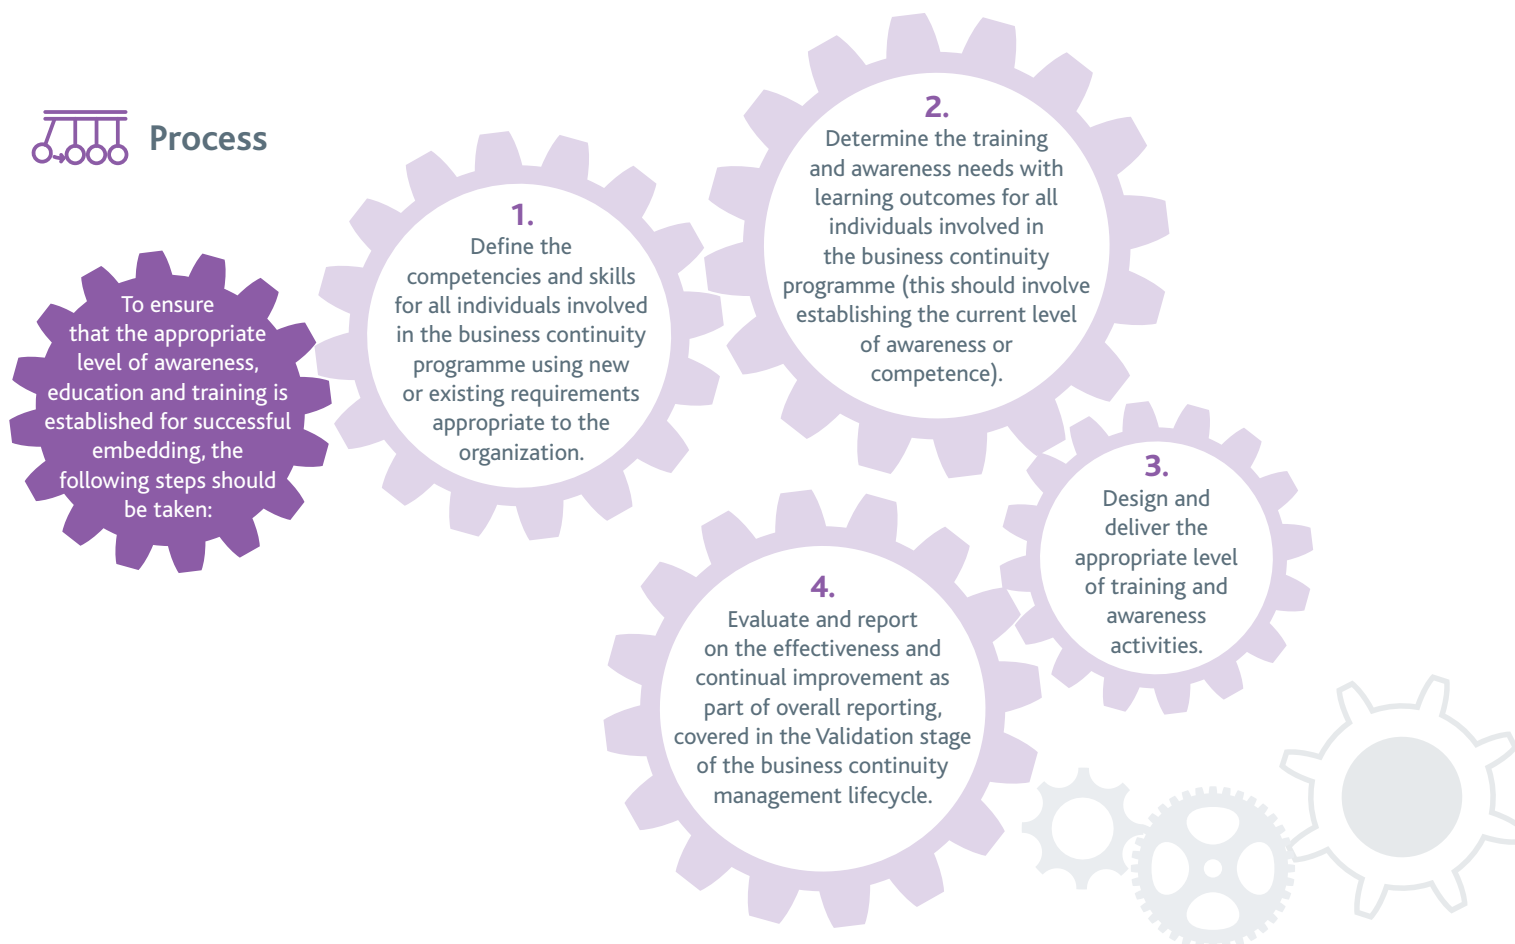 Process
To ensure
that the appropriate
level of awareness,
education and training is
established for successful
embedding, the
following steps should
be taken:
1.
Define the
competencies and skills
for all individuals involved
in the business continuity
programme using new
or existing requirements
appropriate to the
organization.
2.
Determine the training
and awareness needs with
learning outcomes for all
individuals involved in
the business continuity
programme (this should involve
establishing the current level
of awareness or
competence).
3.
Design and
deliver the
appropriate level
of training and
awareness
activities.
4.
Evaluate and report
on the effectiveness and
continual improvement as
part of overall reporting,
covered in the Validation stage
of the business continuity
management lifecycle.